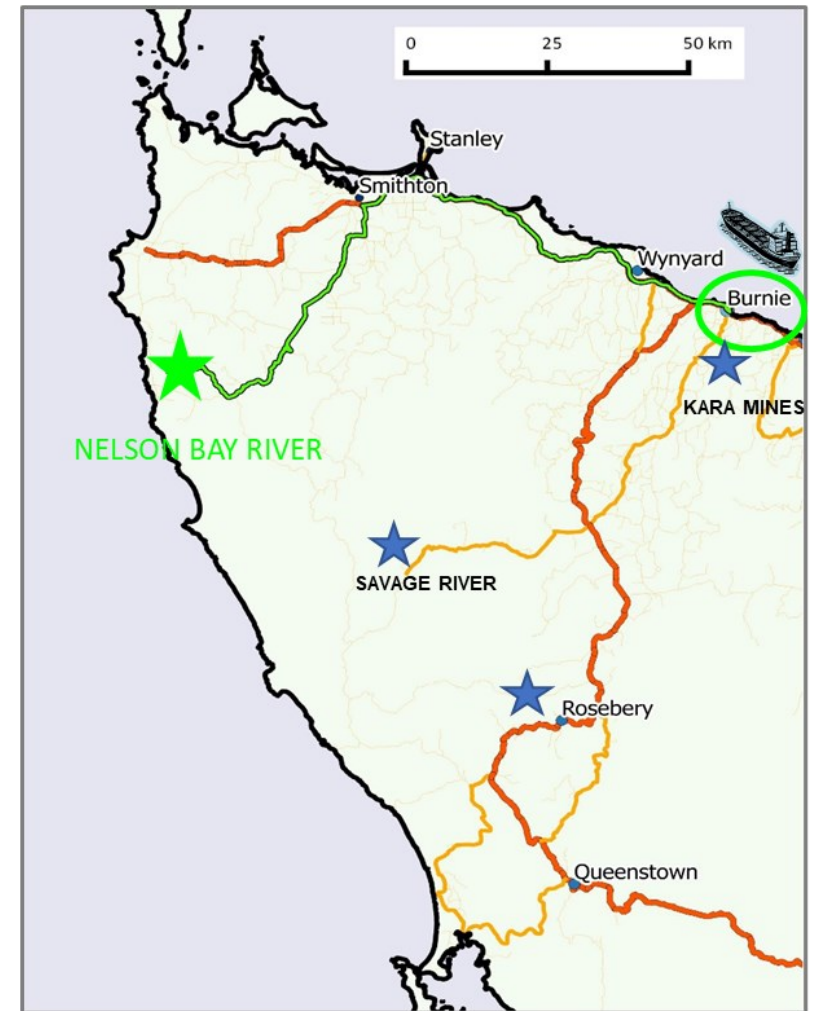 0 25 50 km
Stanley
Smithton
Wynyard
Burnie
KARA MINES
NELSON BAY RIVER
SAVAGE RIVER
Rosebery
Queenstown